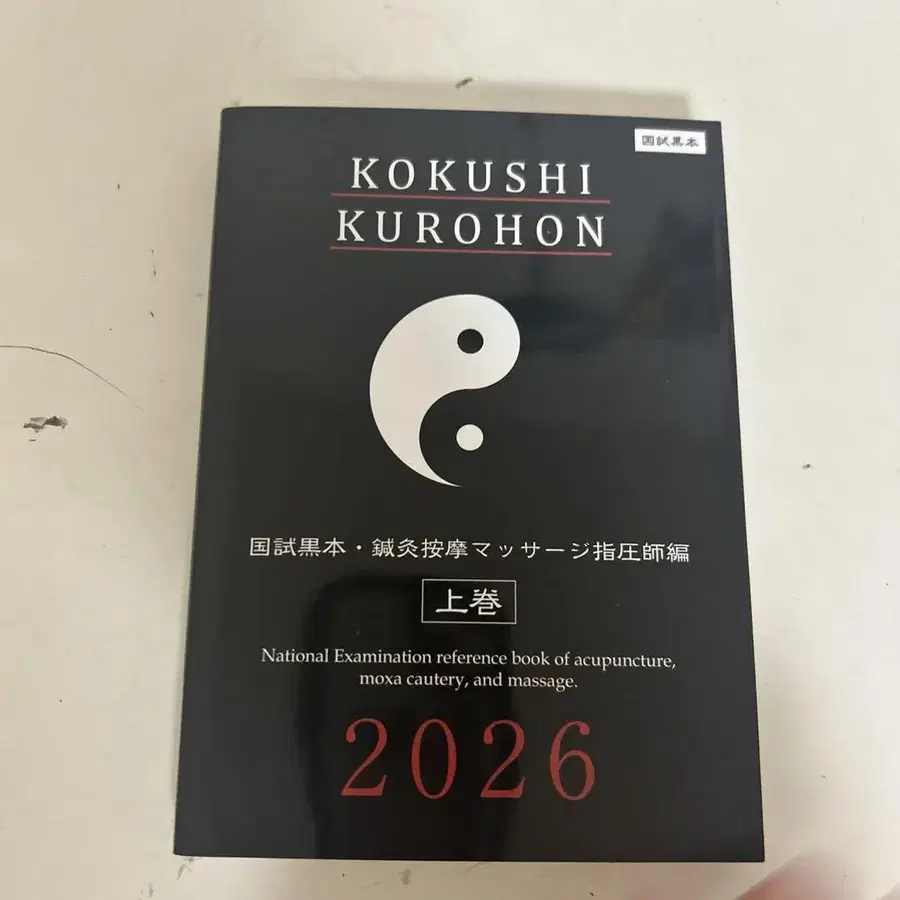 国試黒本
KOKUSHI
KUROHON
国試黒本・鍼灸按摩マッサージ指圧師編
上巻
National Examination reference book of acupuncture,
moxa cautery, and massage.
2026